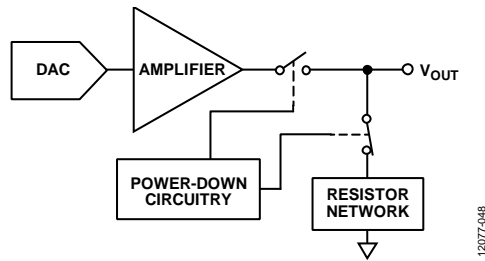 DAC
AMPLIFIER
VOUT
POWER-DOWN
CIRCUITRY
RESISTOR
NETWORK
12077-048